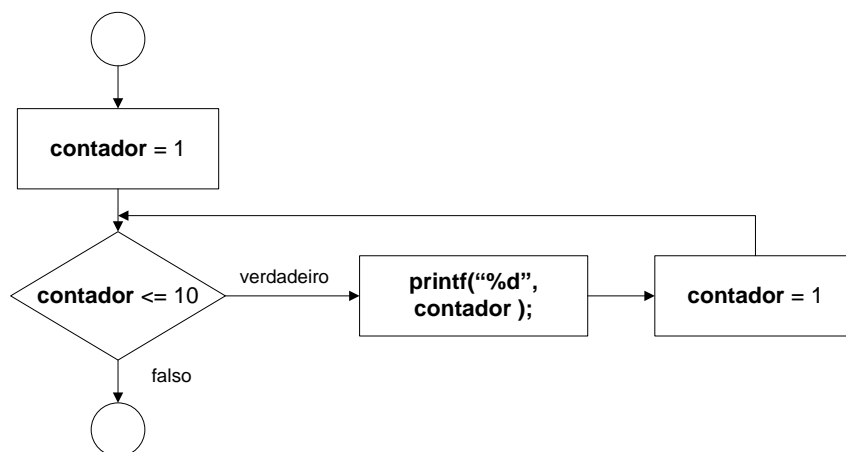 contador = 1
contador <= 10
verdadeiro
printf(“%d”,
contador );
contador = 1
falso